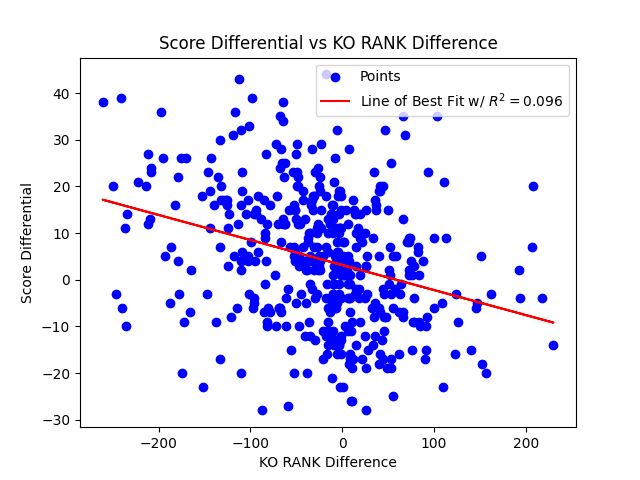 Score Differential vs KO RANK Difference
Points
Line of Best Fit w/ R² = 0.096
Score Differential
40
30
20
10
0
−10
−20
−30
−200
−100
0
100
200
KO RANK Difference